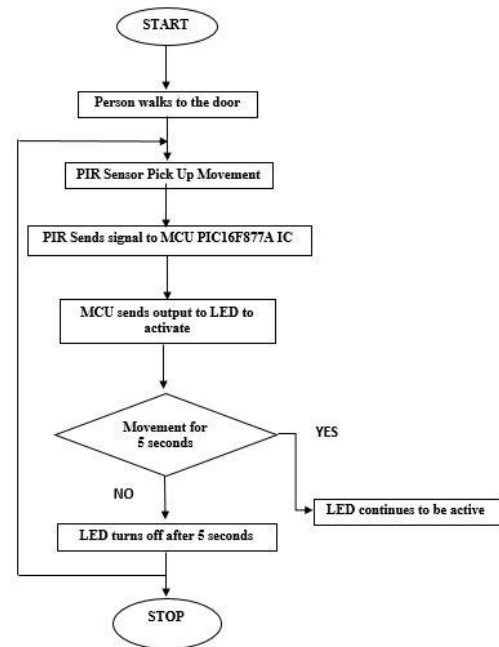 START
Person walks to the door
PIR Sensor Pick Up Movement
PIR Sends signal to MCU PIC16F877A IC
MCU sends output to LED to
activate
Movement for
5 seconds
YES
NO
LED continues to be active
LED turns off after 5 seconds
STOP